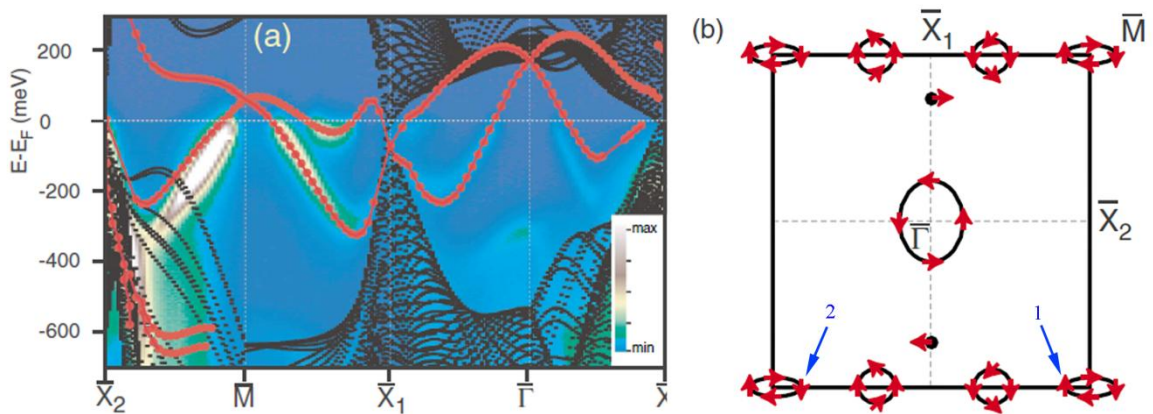 (a)
E-E_F (meV)
200
0
-200
-400
-600
max
min
X̅₂
M̅
X̅₁
Γ̅
X̅
(b)
X̅₁
M̅
Γ̅
X̅₂
2
1